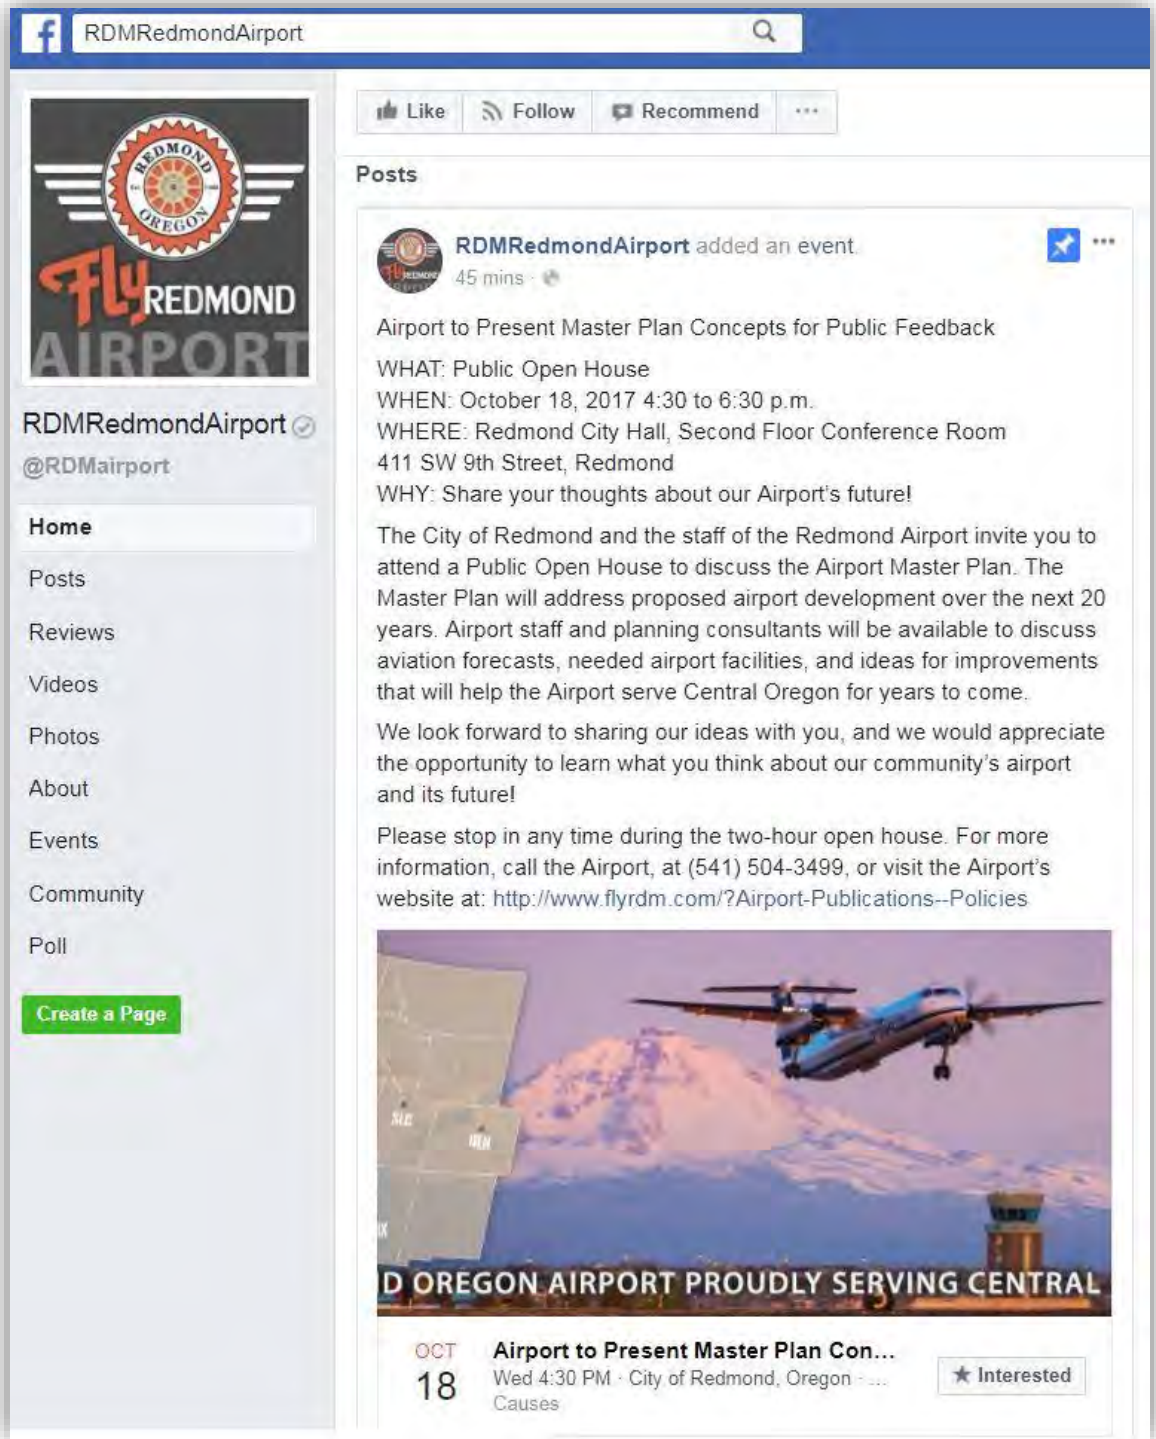 f RDMRedmondAirport
Like Follow Recommend ...
Posts
REDMOND
OREGON
Fly REDMOND
AIRPORT
RDMRedmondAirport
@RDMairport
Home
Posts
Reviews
Videos
Photos
About
Events
Community
Poll
Create a Page
RDMRedmondAirport added an event.
45 mins ·
Airport to Present Master Plan Concepts for Public Feedback
WHAT: Public Open House
WHEN: October 18, 2017 4:30 to 6:30 p.m.
WHERE: Redmond City Hall, Second Floor Conference Room
411 SW 9th Street, Redmond
WHY: Share your thoughts about our Airport's future!
The City of Redmond and the staff of the Redmond Airport invite you to
attend a Public Open House to discuss the Airport Master Plan. The
Master Plan will address proposed airport development over the next 20
years. Airport staff and planning consultants will be available to discuss
aviation forecasts, needed airport facilities, and ideas for improvements
that will help the Airport serve Central Oregon for years to come.
We look forward to sharing our ideas with you, and we would appreciate
the opportunity to learn what you think about our community's airport
and its future!
Please stop in any time during the two-hour open house. For more
information, call the Airport, at (541) 504-3499, or visit the Airport's
website at: http://www.flyrdm.com/?Airport-Publications--Policies
D OREGON AIRPORT PROUDLY SERVING CENTRAL
OCT
18
Airport to Present Master Plan Con...
Wed 4:30 PM · City of Redmond, Oregon · ...
Causes
Interested